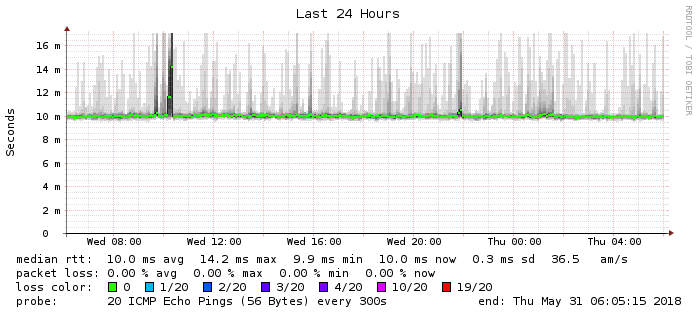 Last 24 Hours
RRDTOOL / TOBI OETIKER
Seconds
16 m
14 m
12 m
10 m
8 m
6 m
4 m
2 m
0
Wed 08:00 Wed 12:00 Wed 16:00 Wed 20:00 Thu 00:00 Thu 04:00
median rtt: 10.0 ms avg 14.2 ms max 9.9 ms min 10.0 ms now 0.3 ms sd 36.5 am/s
packet loss: 0.00 % avg 0.00 % max 0.00 % min 0.00 % now
loss color: 0 1/20 2/20 3/20 4/20 10/20 19/20
probe: 20 ICMP Echo Pings (56 Bytes) every 300s end: Thu May 31 06:05:15 2018